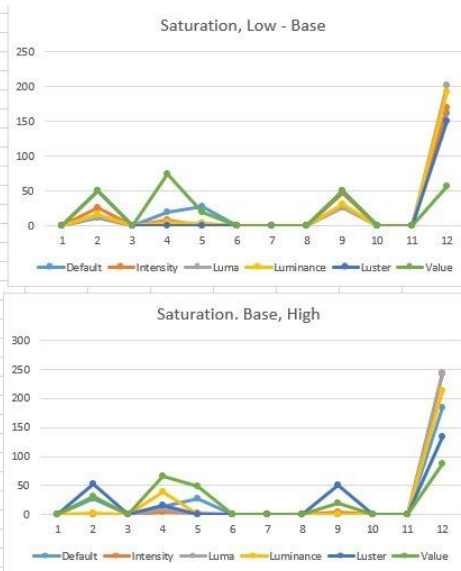 Saturation, Low - Base
250
200
150
100
50
0
1 2 3 4 5 6 7 8 9 10 11 12
Default Intensity Luma Luminance Luster Value
Saturation. Base, High
300
250
200
150
100
50
0
1 2 3 4 5 6 7 8 9 10 11 12
Default Intensity Luma Luminance Luster Value